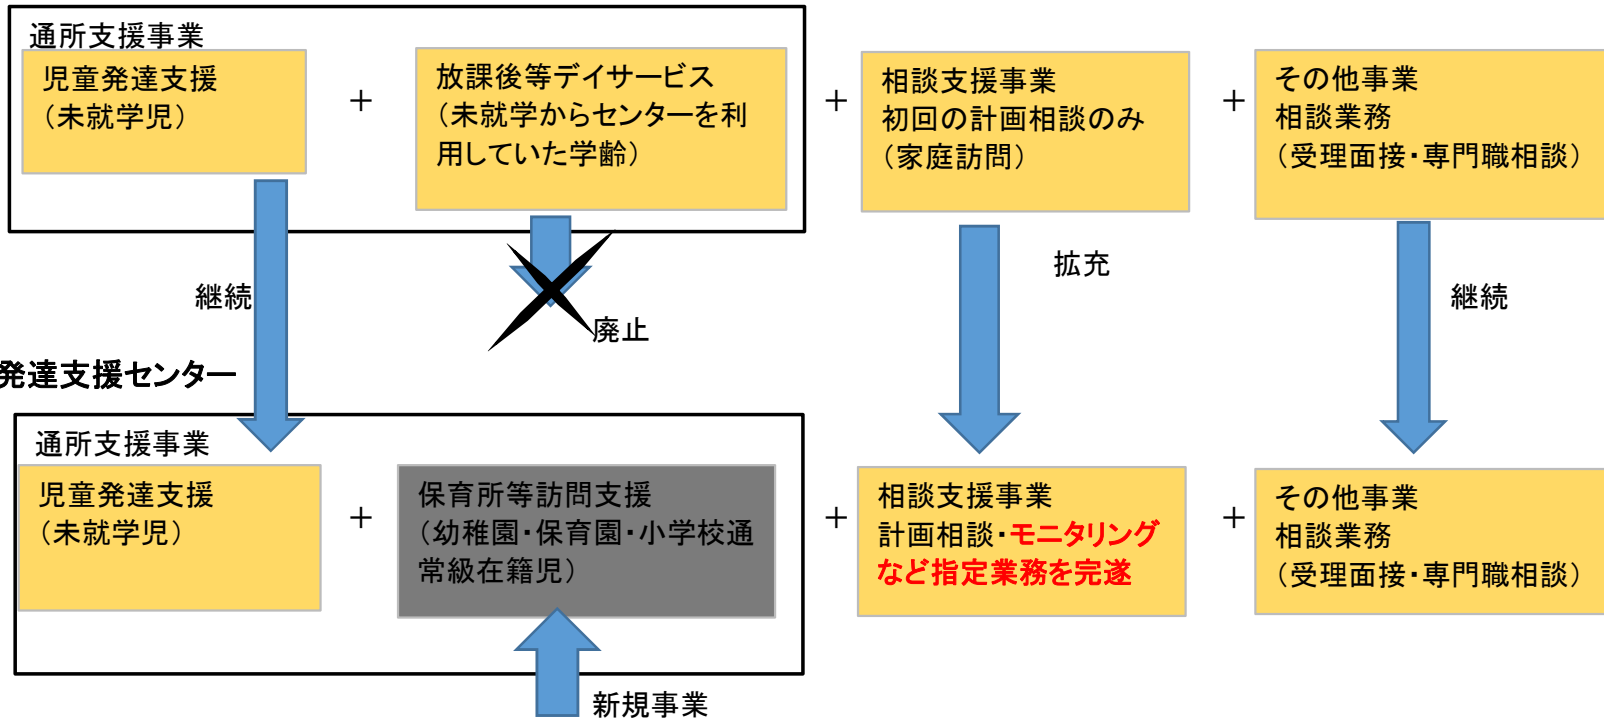 通所支援事業
児童発達支援
（未就学児）
＋
放課後等デイサービス
（未就学からセンターを利
用していた学齢）
＋
相談支援事業
初回の計画相談のみ
（家庭訪問）
＋
その他事業
相談業務
（受理面接・専門職相談）
継続
廃止
拡充
継続
発達支援センター
通所支援事業
児童発達支援
（未就学児）
＋
保育所等訪問支援
（幼稚園・保育園・小学校通
常級在籍児）
＋
相談支援事業
計画相談・モニタリング
など指定業務を完遂
＋
その他事業
相談業務
（受理面接・専門職相談）
新規事業